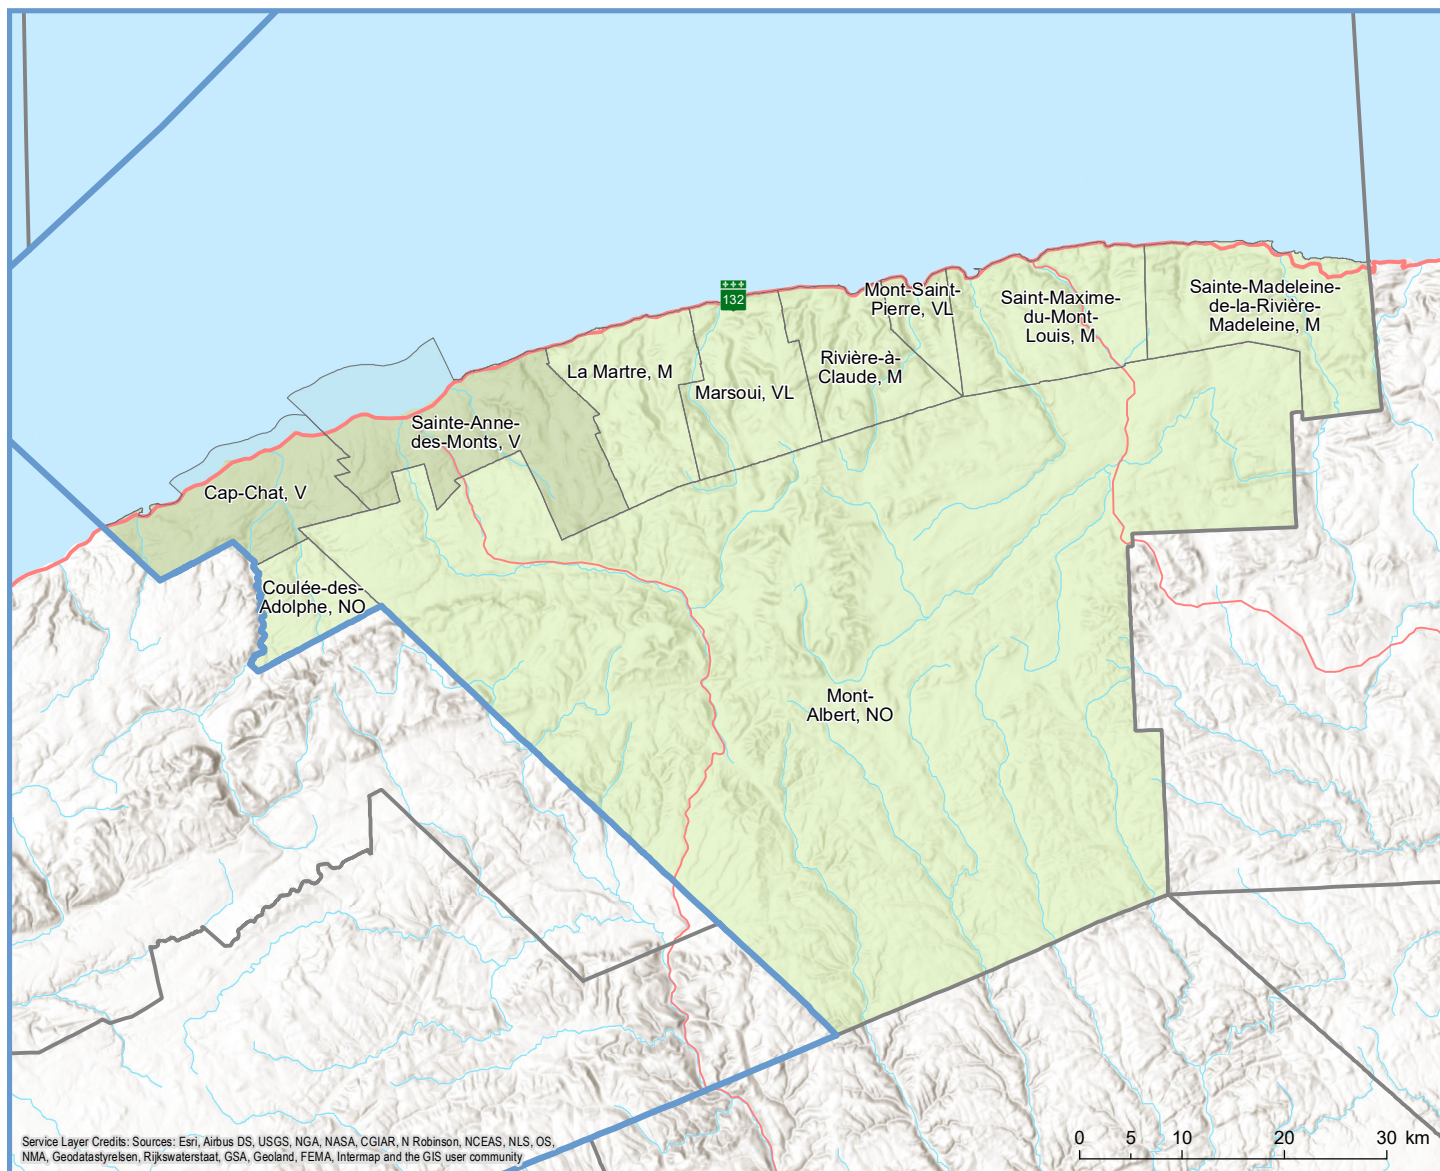 132
Mont-Saint-
Pierre, VL
Saint-Maxime-
du-Mont-
Louis, M
Sainte-Madeleine-
de-la-Rivière-
Madeleine, M
La Martre, M
Marsoui, VL
Rivière-à-
Claude, M
Sainte-Anne-
des-Monts, V
Cap-Chat, V
Coulée-des-
Adolphe, NO
Mont-
Albert, NO
Service Layer Credits: Sources: Esri, Airbus DS, USGS, NGA, NASA, CGIAR, N Robinson, NCEAS, NLS, OS,
NMA, Geodatastyrelsen, Rijkswaterstaat, GSA, Geoland, FEMA, Intermap and the GIS user community
0 5 10 20 30 km